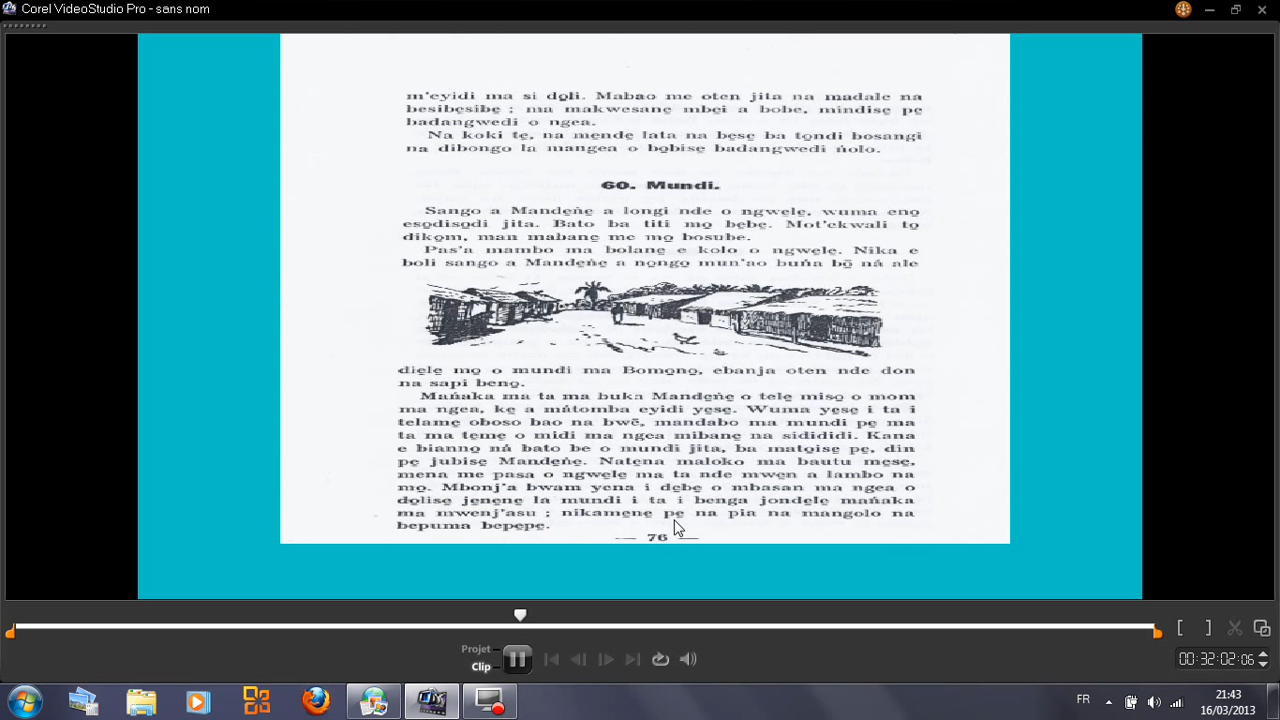 Corel VideoStudio Pro - sans nom
m'eyidi ma si dọli. Mabao me oten jita na madale na
besibẹsibẹ ; ma makwesanẹ mbẹi a bobe, mindisẹ pẹ
badangwedi o ngea.
Na koki tẹ, na mẹndẹ lata na bẹsẹ ba tọndi bosangi
na dibongo la mangea o bọbisẹ badangwedi ńolo.
60. Mundi.
Sango a Mandẹńẹ a longi nde o ngwẹlẹ, wuma enọ
esọdisọdi jita. Bato ba titi mọ bẹbẹ. Mot'ekwali tọ
dikọm, man mabanẹ me mọ bosube.
Pas'a mambo ma bolanẹ e kolo o ngwẹlẹ. Nika e
boli sango a Mandẹńẹ a nọngọ mun'ao buńa bọ̄ ná ale
diẹlẹ mọ o mundi ma Bomọnọ, ebanja oten nde don
na sapi benọ.
Mańaka ma ta ma buka Mandẹńẹ o telẹ misọ o mom
ma ngea, kẹ a mátomba eyidi yẹsẹ. Wuma yẹsẹ i ta i
telamẹ oboso bao na bwē, mandabo ma mundi pẹ ma
ta ma tẹmẹ o midi ma ngea mibanẹ na sidididi. Kana
e biannọ ná bato be o mundi jita, ba matọisẹ pẹ, din
pẹ jubisẹ Mandẹńẹ. Natẹna maloko ma bautu mẹsẹ,
mena me pasa o ngwẹlẹ ma ta nde mwẹn a lambo na
mọ. Mbonj'a bwam yena i dẹbẹ o mbasan ma ngea o
dọlisẹ jẹnẹnẹ la mundi i ta i benga jondẹlẹ mańaka
ma mwenj'asu ; nikamẹnẹ pẹ na pia na mangolo na
bepuma bepẹpẹ.
— 76 —
Projet
Clip
00:32:02:06
FR
21:43
16/03/2013